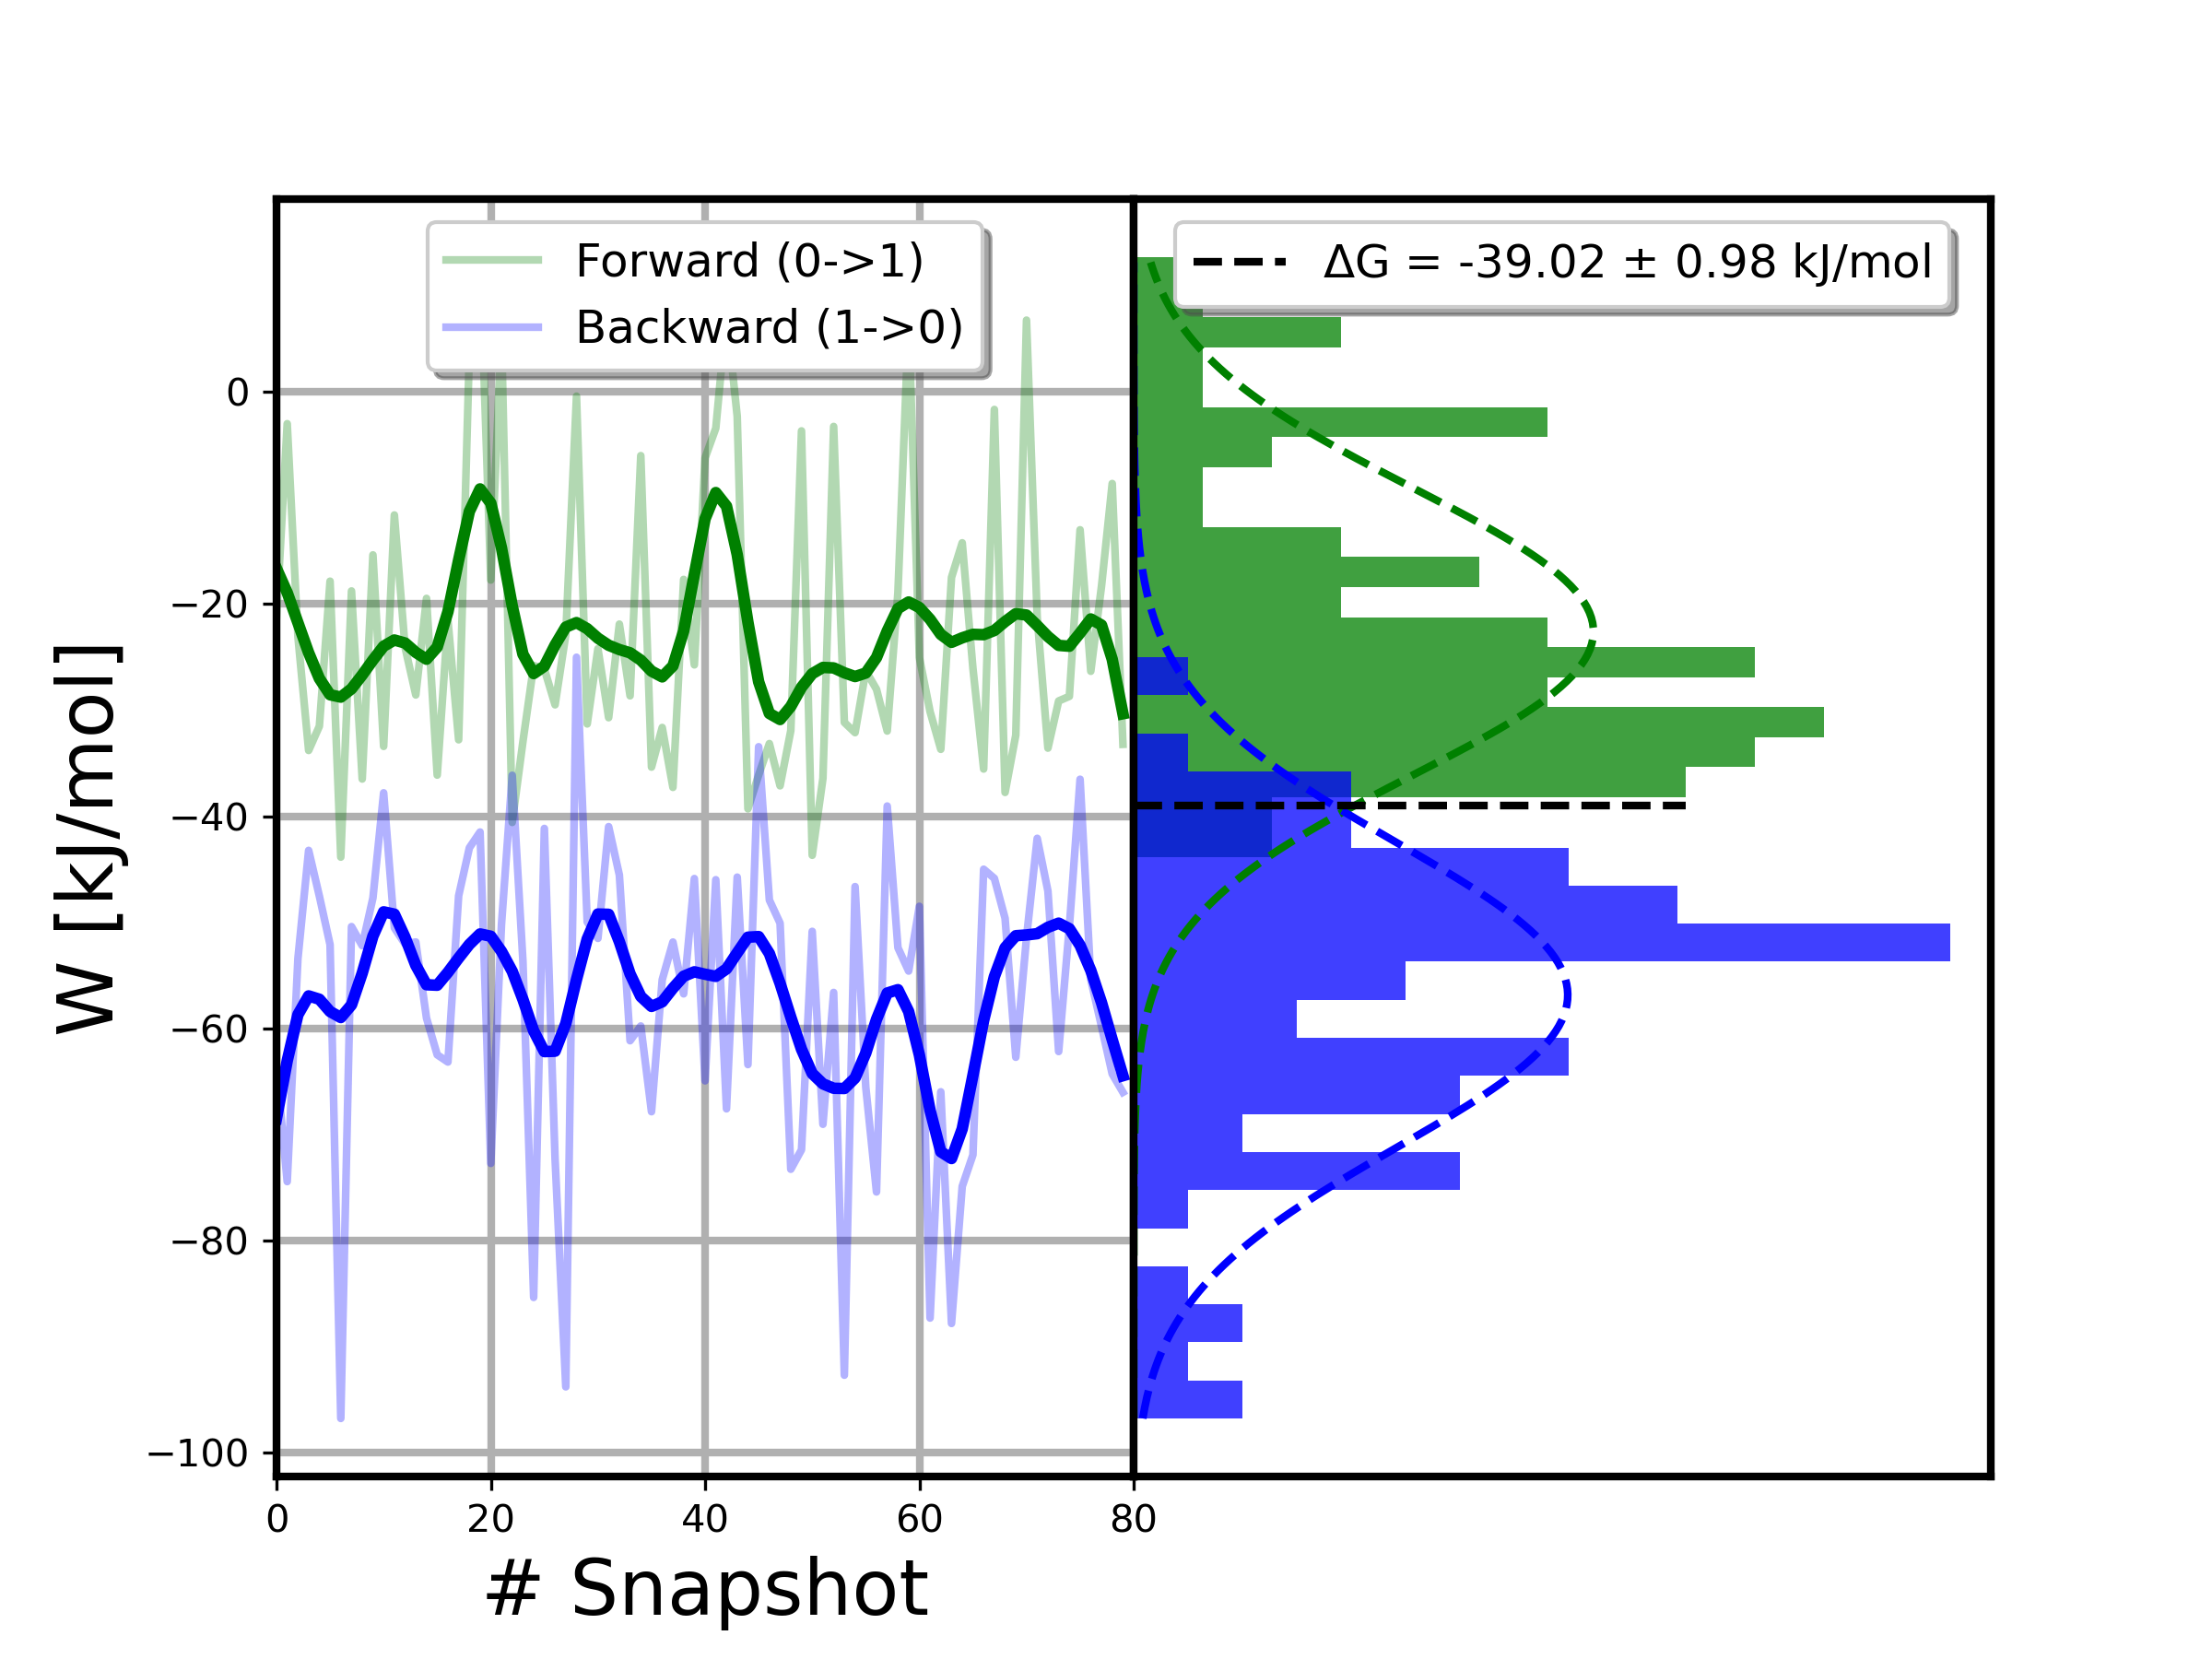 Forward (0->1)
Backward (1->0)
ΔG = -39.02 ± 0.98 kJ/mol
W [kJ/mol]
0
−20
−40
−60
−80
−100
0 20 40 60 80
# Snapshot